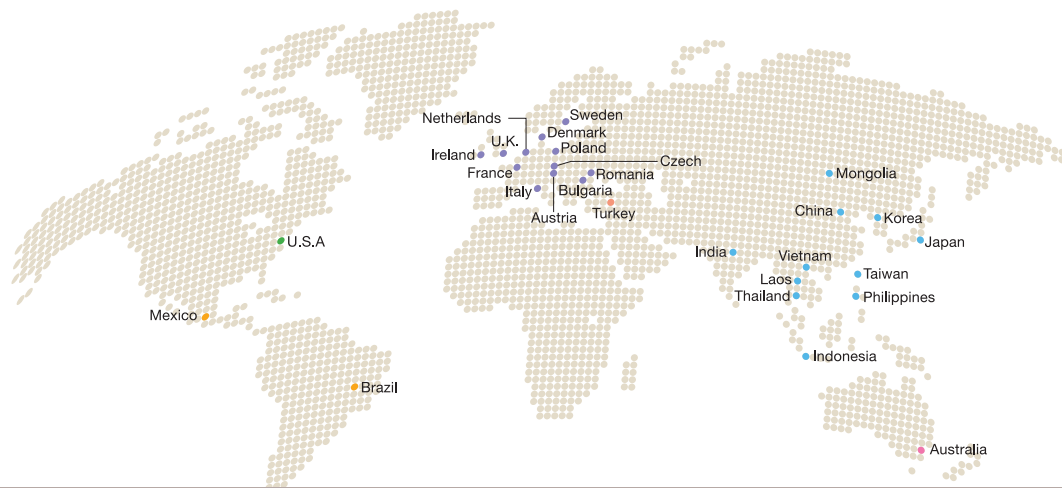 Netherlands
Sweden
U.K.
Denmark
Ireland
Poland
France
Czech
Italy
Romania
Bulgaria
Austria
Turkey
Mongolia
China
Korea
U.S.A
Japan
India
Vietnam
Laos
Taiwan
Thailand
Philippines
Mexico
Indonesia
Brazil
Australia